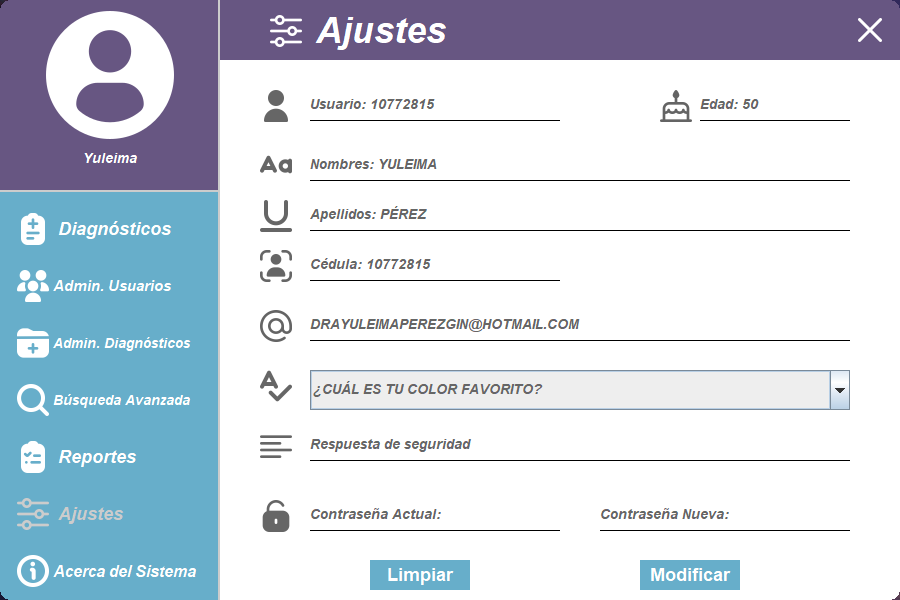 Yuleima
Diagnósticos
Admin. Usuarios
Admin. Diagnósticos
Búsqueda Avanzada
Reportes
Ajustes
Acerca del Sistema
Ajustes
Usuario: 10772815
Edad: 50
Aa
Nombres: YULEIMA
Apellidos: PÉREZ
Cédula: 10772815
@
DRAYULEIMAPEREZGIN@HOTMAIL.COM
¿CUÁL ES TU COLOR FAVORITO?
Respuesta de seguridad
Contraseña Actual:
Contraseña Nueva:
Limpiar
Modificar